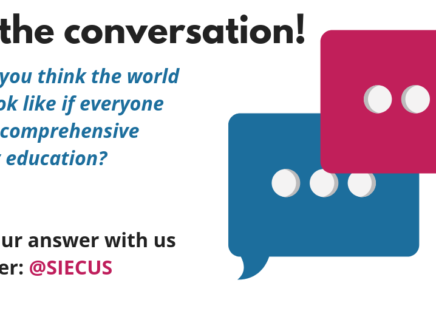 the conversation!
you think the world
ok like if everyone
comprehensive
education?
ur answer with us
er: @SIECUS